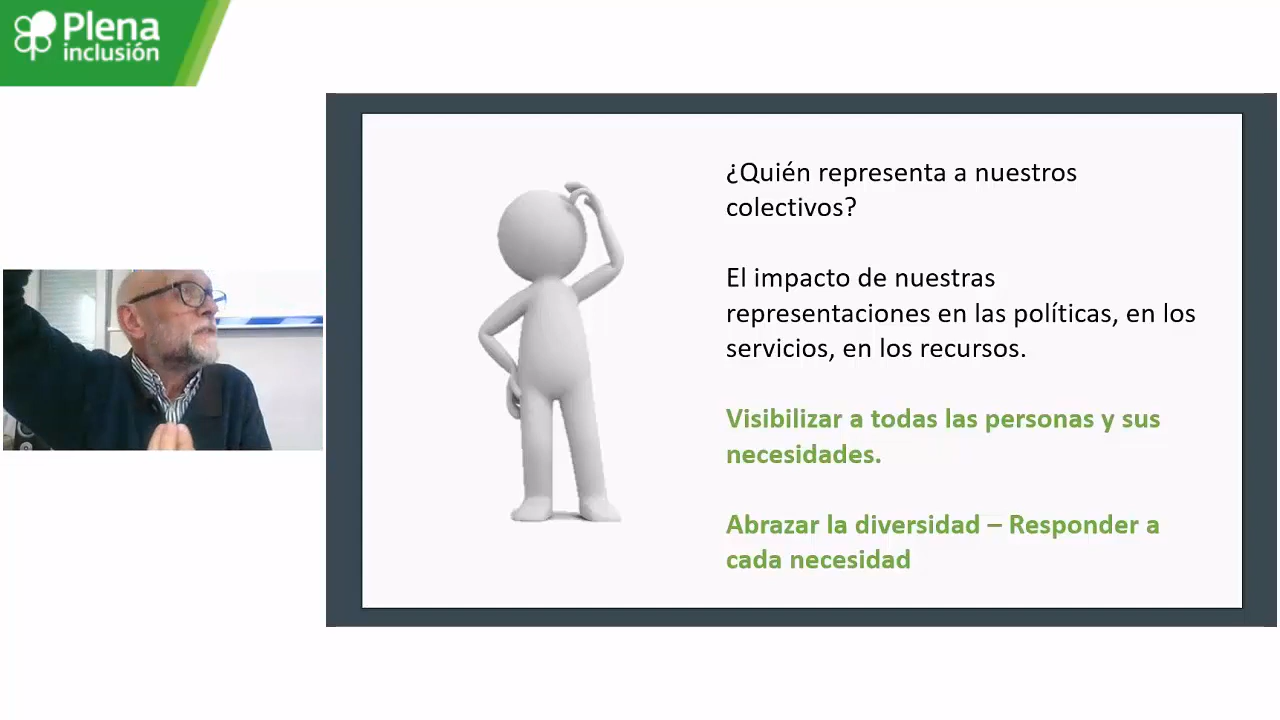 Plena
inclusión
¿Quién representa a nuestros
colectivos?
El impacto de nuestras
representaciones en las políticas, en los
servicios, en los recursos.
Visibilizar a todas las personas y sus
necesidades.
Abrazar la diversidad – Responder a
cada necesidad